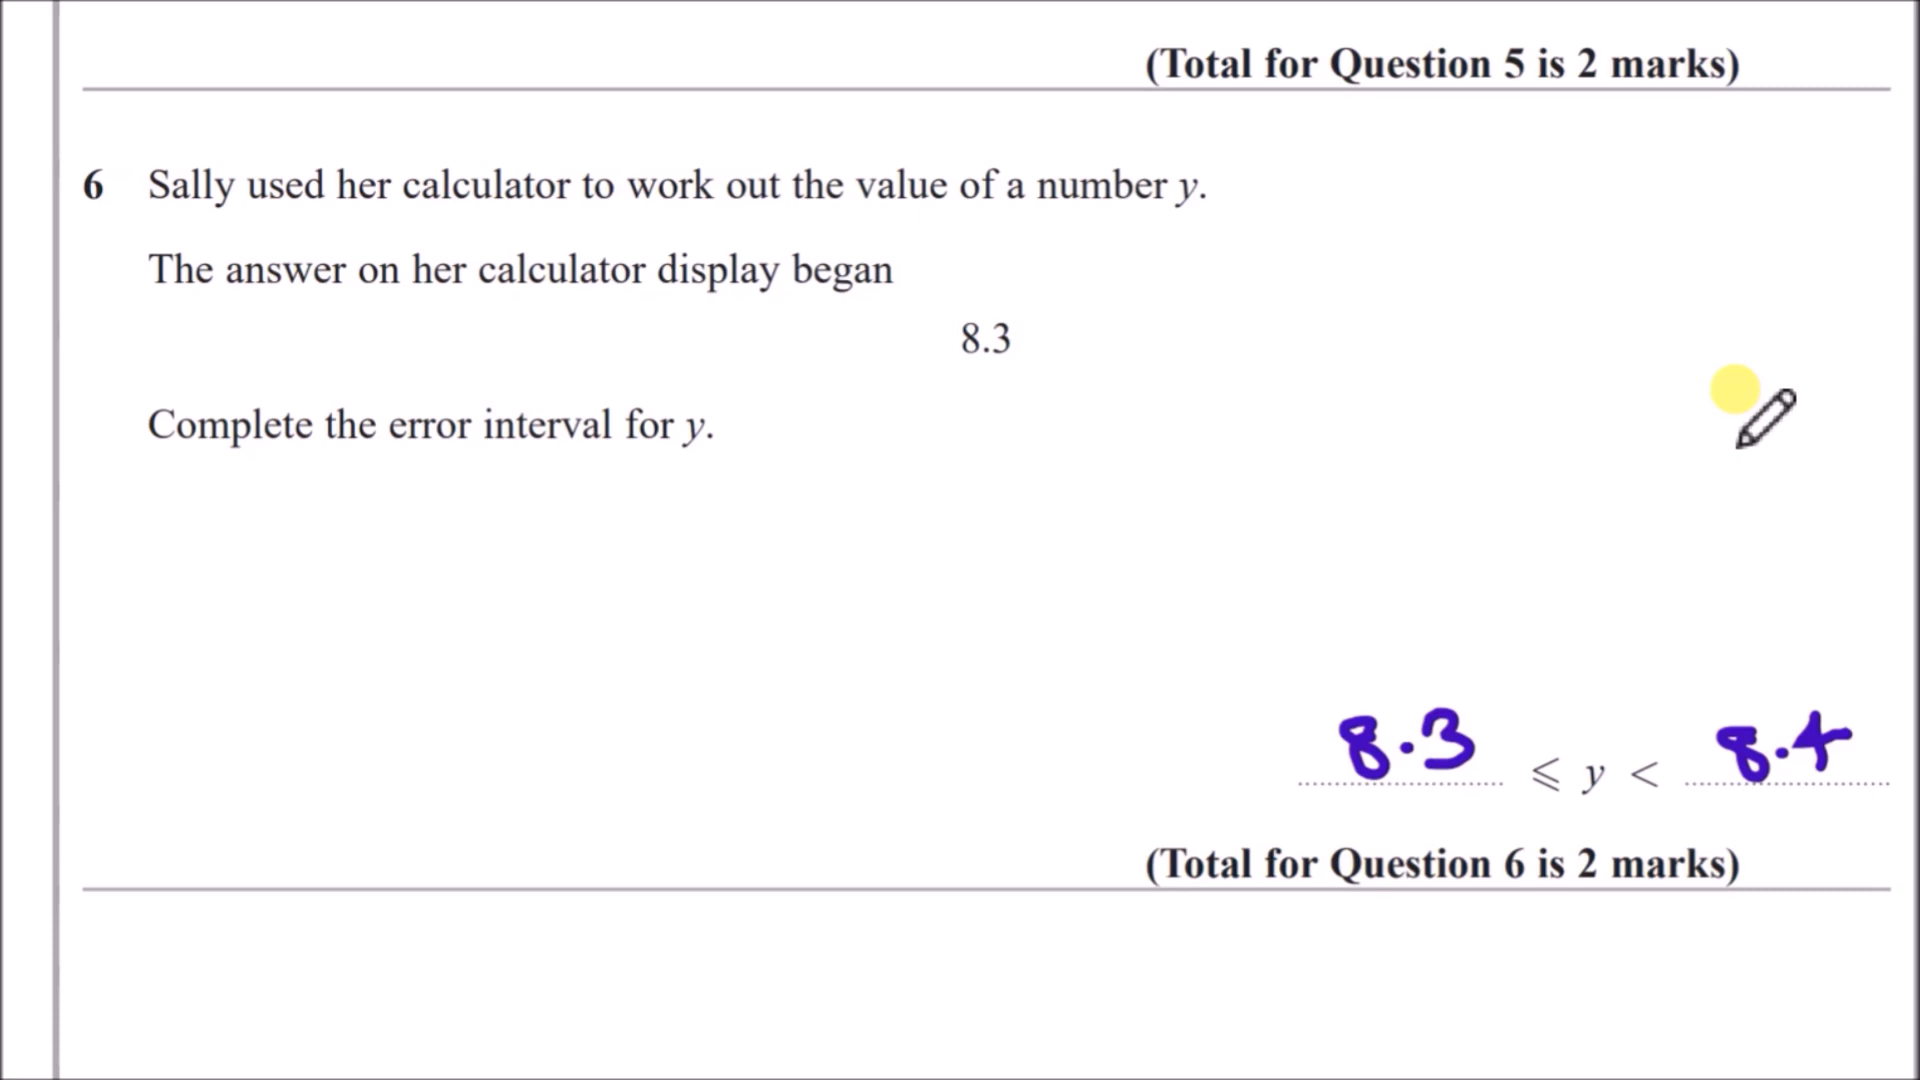 (Total for Question 5 is 2 marks)
6 Sally used her calculator to work out the value of a number y.
The answer on her calculator display began
8.3
Complete the error interval for y.
8.3 ⩽ y < 8.4
(Total for Question 6 is 2 marks)